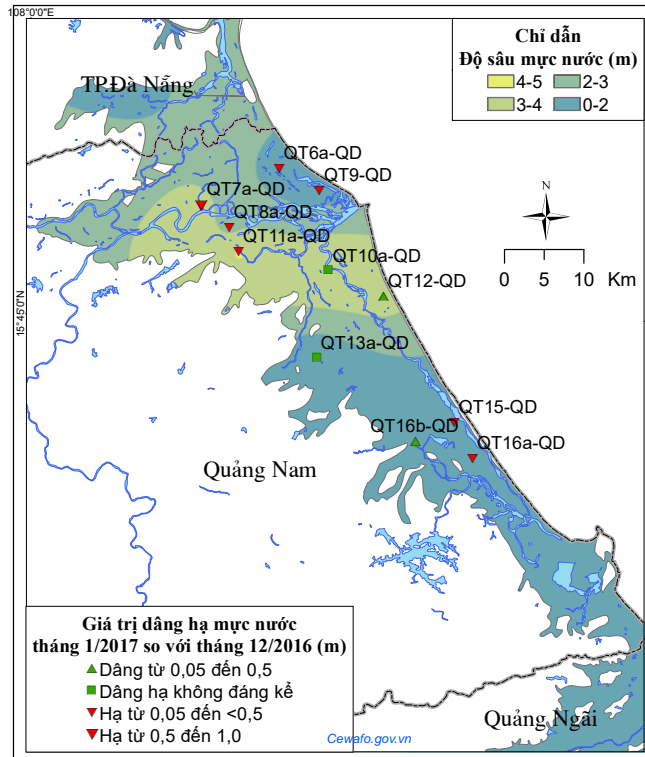 108°0'0"E
Chỉ dẫn
Độ sâu mực nước (m)
4-5
2-3
3-4
0-2
TP.Đà Nẵng
QT6a-QD
QT9-QD
QT7a-QD
QT8a-QD
QT11a-QD
N
QT10a-QD
0 5 10 Km
QT12-QD
15°45'0"N
QT13a-QD
QT15-QD
QT16b-QD
QT16a-QD
Quảng Nam
Giá trị dâng hạ mực nước
tháng 1/2017 so với tháng 12/2016 (m)
Dâng từ 0,05 đến 0,5
Dâng hạ không đáng kể
Hạ từ 0,05 đến <0,5
Hạ từ 0,5 đến 1,0
Quảng Ngãi
Cewafo.gov.vn